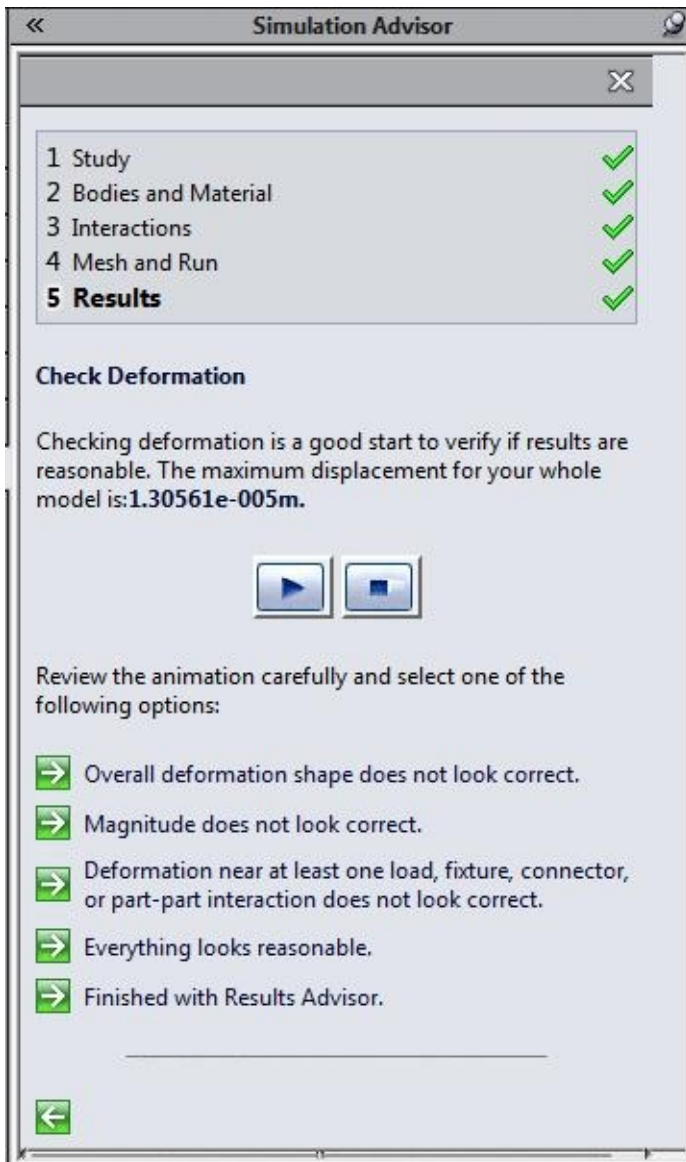 « Simulation Advisor
1 Study
2 Bodies and Material
3 Interactions
4 Mesh and Run
5 Results
Check Deformation
Checking deformation is a good start to verify if results are
reasonable. The maximum displacement for your whole
model is:1.30561e-005m.
Review the animation carefully and select one of the
following options:
Overall deformation shape does not look correct.
Magnitude does not look correct.
Deformation near at least one load, fixture, connector,
or part-part interaction does not look correct.
Everything looks reasonable.
Finished with Results Advisor.